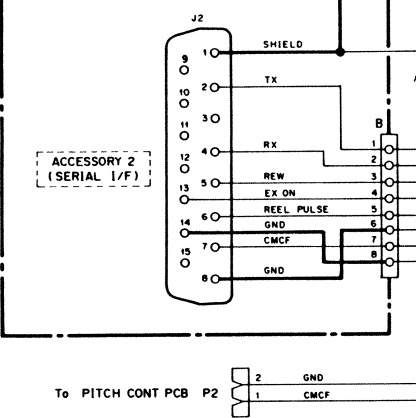 J2
1 SHIELD
9
2 TX
10
3
B
11
4 RX 1
2
12
ACCESSORY 2
(SERIAL I/F)
5 REW 3
13 EX ON 4
6 REEL PULSE 5
14 GND 6
7 CMCF 7
15 8
8 GND
To PITCH CONT PCB P2
2 GND
1 CMCF